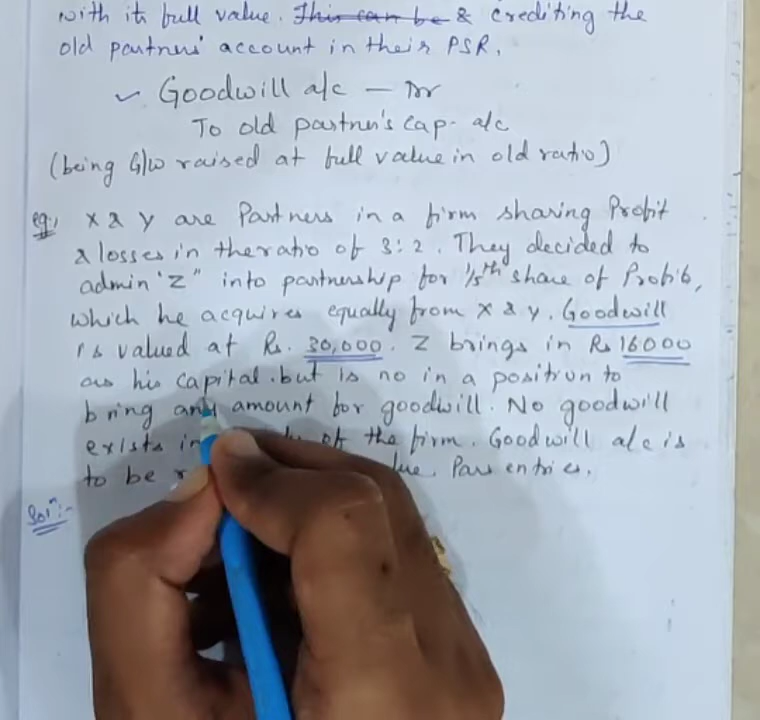 with its full value. This can be & crediting the
old partners' account in their PSR.
✓ Goodwill a/c — Dr
To old partner's Cap- a/c
(being G/W raised at full value in old ratio)
eg:, X & Y are Partners in a firm sharing Profit
& losses in the ratio of 3:2. They decided to
admin 'Z" into partnership for 1/5th share of Profits,
which he acquires equally from X & Y. Goodwill
is valued at Rs. 30,000. Z brings in Rs 16000
as his capital. but is no in a position to
bring any amount for goodwill. No goodwill
exists in of the firm. Goodwill a/c is
to be Pass entries.
Soln:-